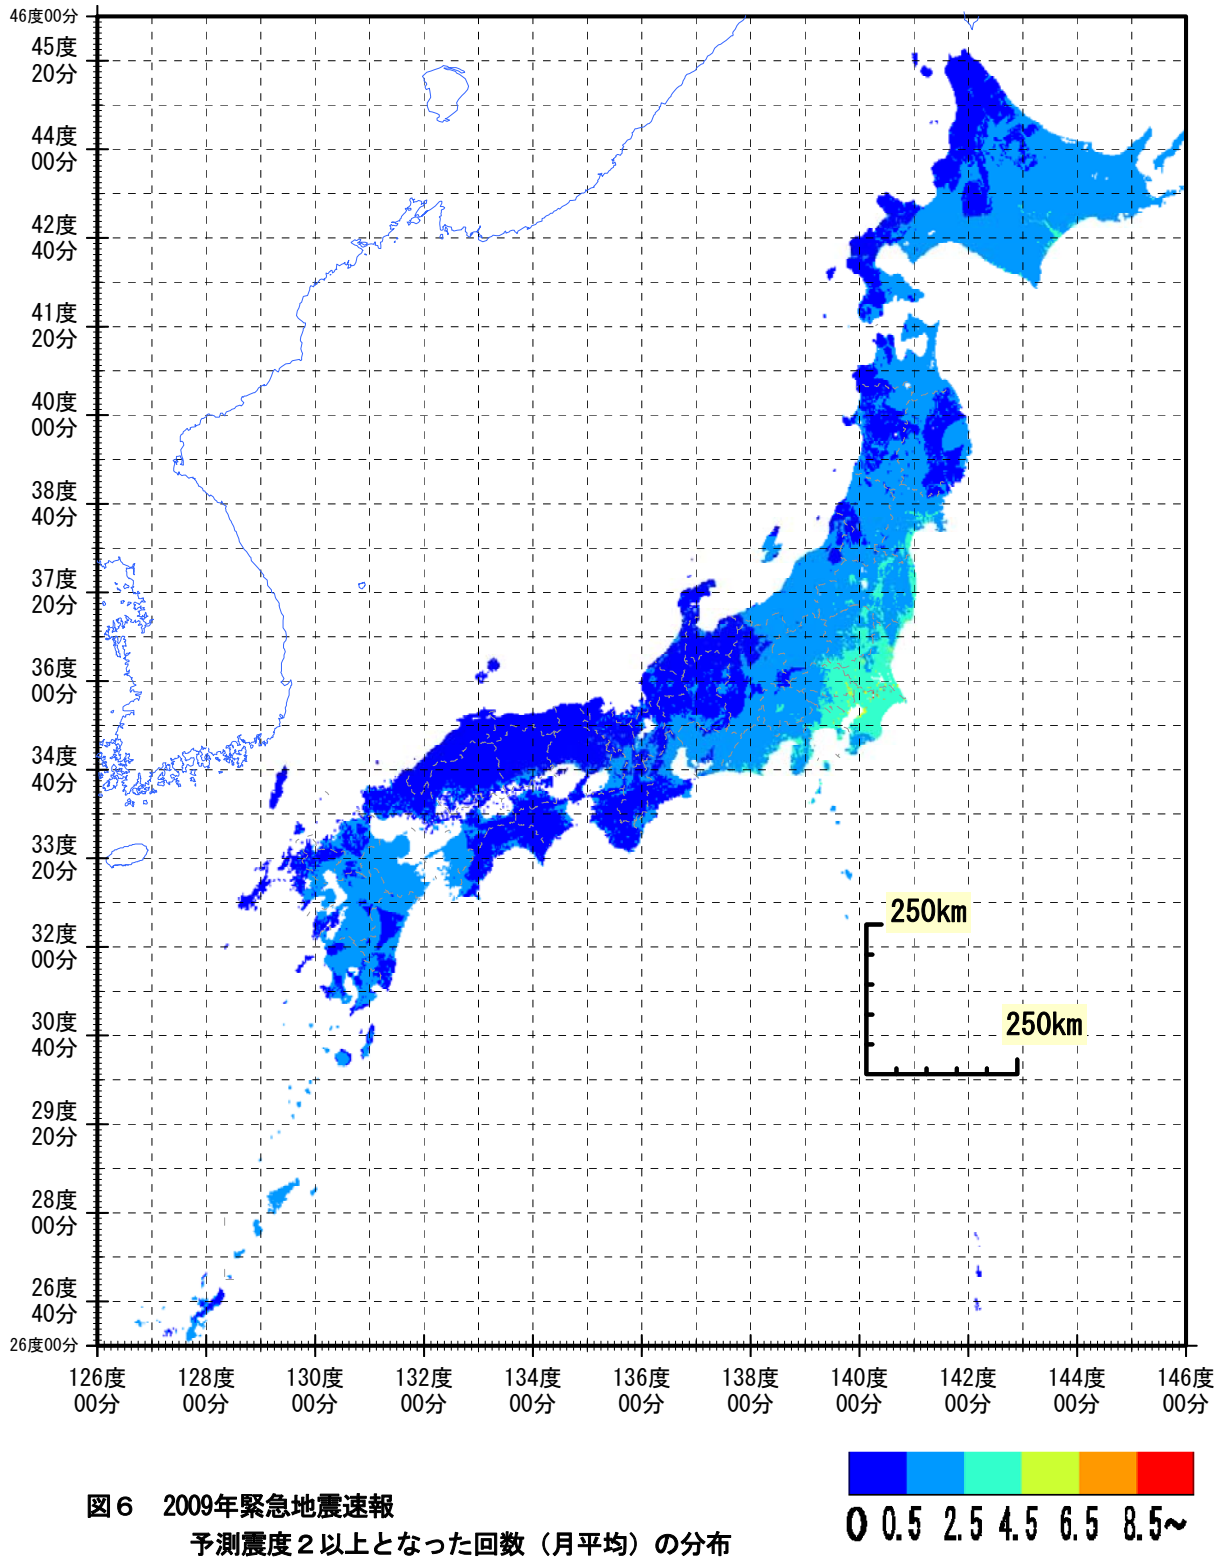 46度00分
45度
20分
44度
00分
42度
40分
41度
20分
40度
00分
38度
40分
37度
20分
36度
00分
34度
40分
33度
20分
32度
00分
30度
40分
29度
20分
28度
00分
26度
40分
26度00分
250km
250km
126度 128度 130度 132度 134度 136度 138度 140度 142度 144度 146度
00分 00分 00分 00分 00分 00分 00分 00分 00分 00分 00分
0 0.5 2.5 4.5 6.5 8.5～
図６ 2009年緊急地震速報
予測震度２以上となった回数（月平均）の分布